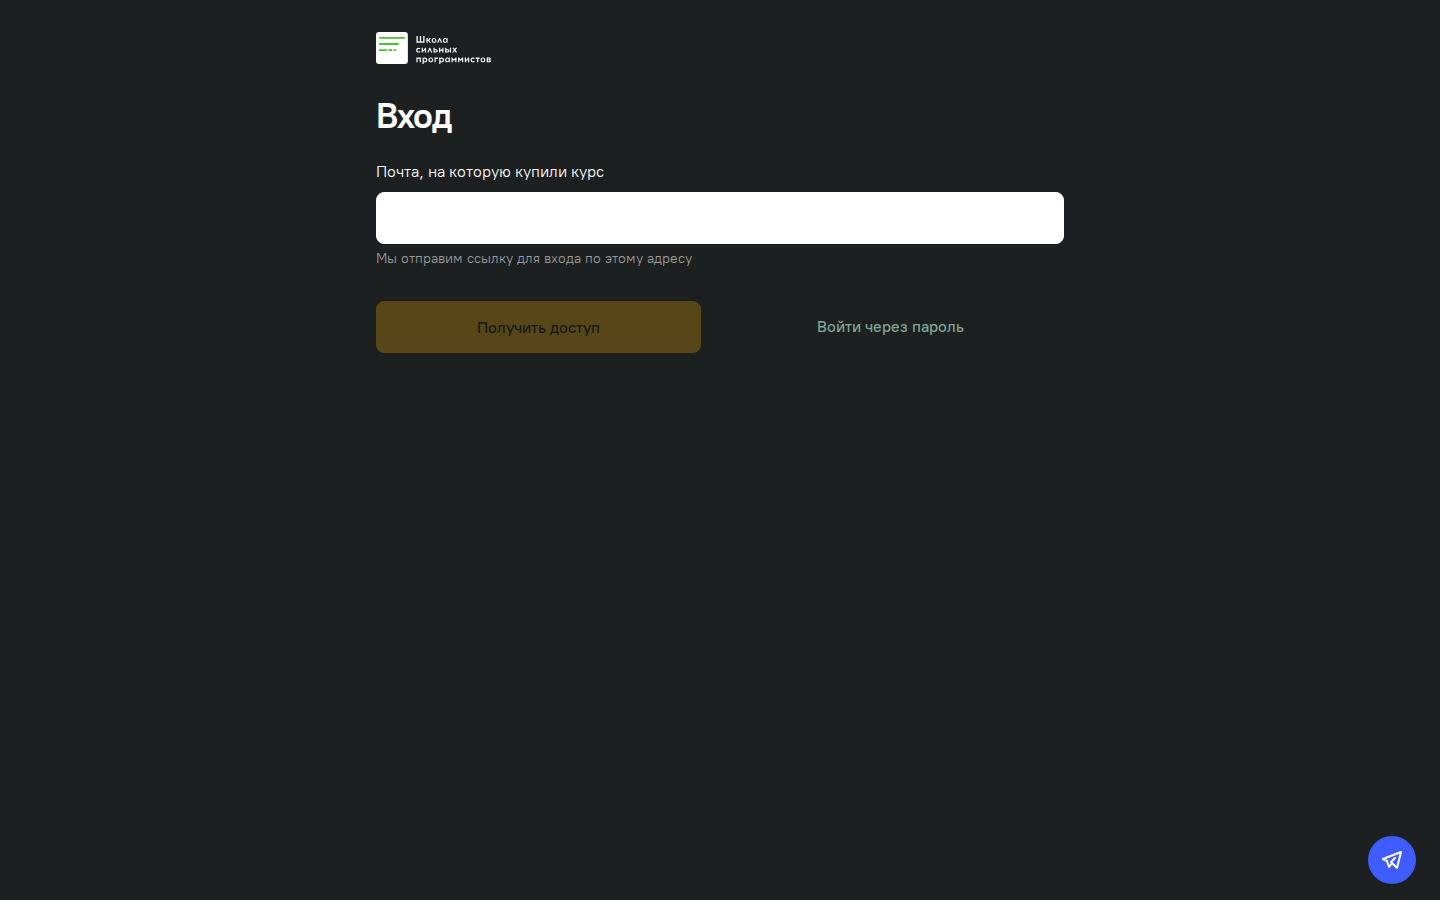 Школа
сильных
программистов
Вход
Почта, на которую купили курс
Мы отправим ссылку для входа по этому адресу
Получить доступ
Войти через пароль